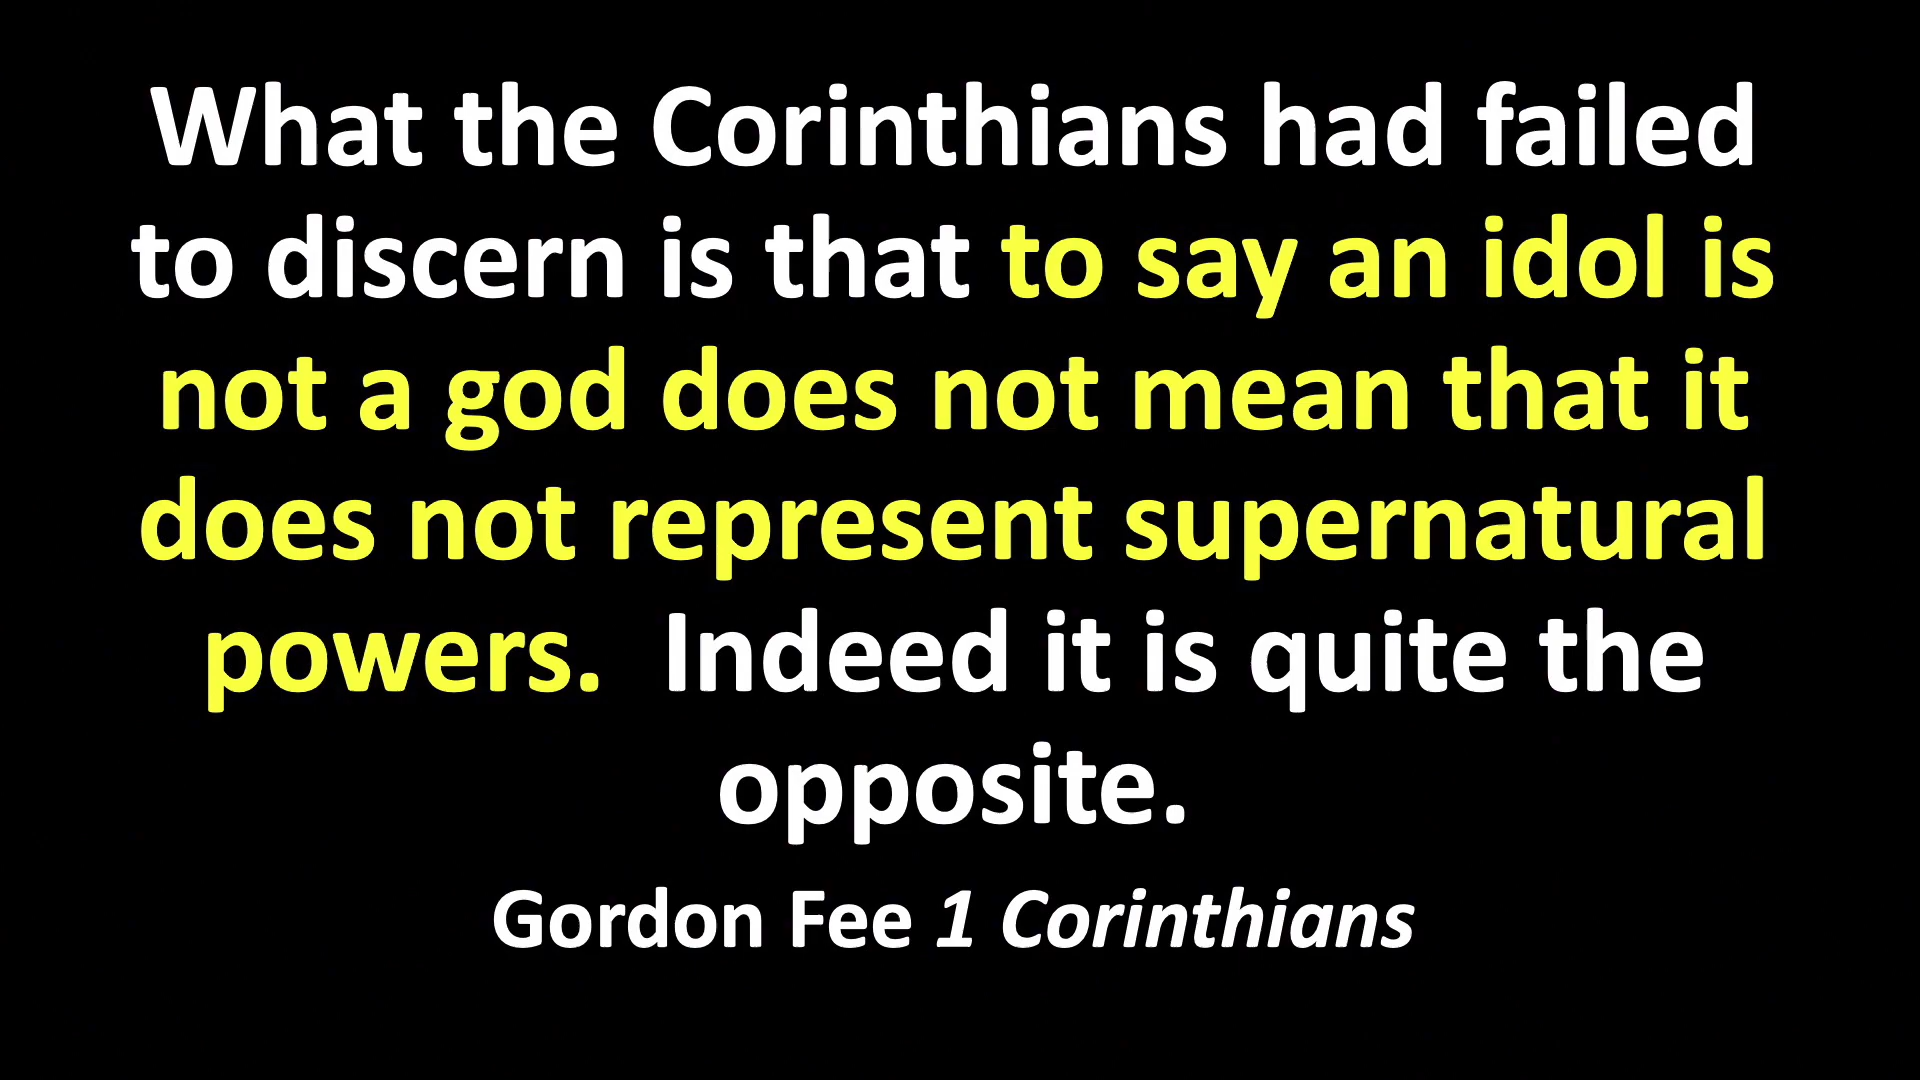 What the Corinthians had failed
to discern is that to say an idol is
not a god does not mean that it
does not represent supernatural
powers.  Indeed it is quite the
opposite.
Gordon Fee 1 Corinthians